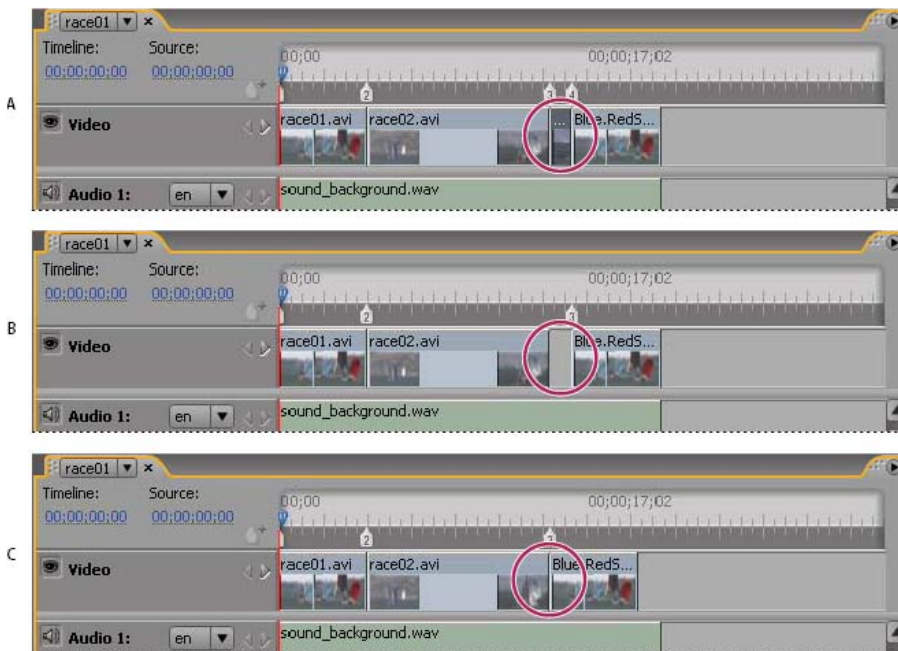 race01
Timeline: Source:
00;00;00;00 00;00;00;00
00;00 00;00;17;02
2 3 4
A
Video
race01.avi race02.avi ... Blue.RedS...
Audio 1: en sound_background.wav
race01
Timeline: Source:
00;00;00;00 00;00;00;00
00;00 00;00;17;02
2 3
B
Video
race01.avi race02.avi Blue.RedS...
Audio 1: en sound_background.wav
race01
Timeline: Source:
00;00;00;00 00;00;00;00
00;00 00;00;17;02
2 3
C
Video
race01.avi race02.avi Blue.RedS...
Audio 1: en sound_background.wav